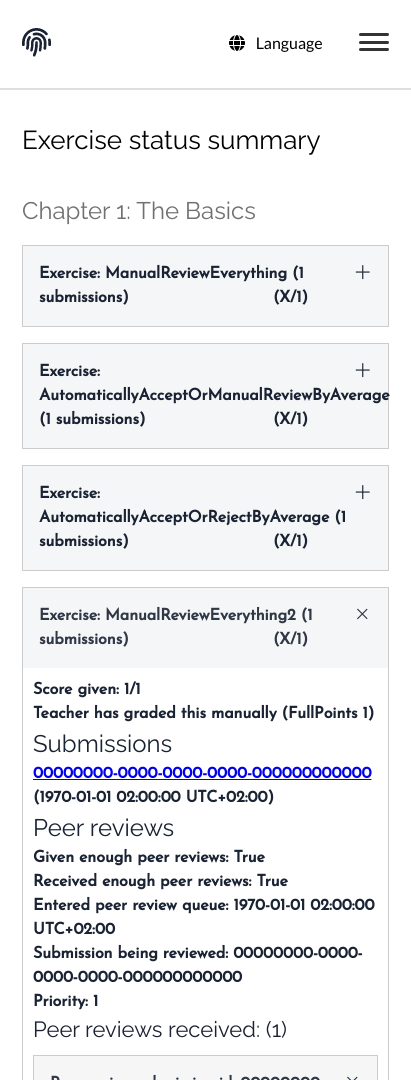 Language
Exercise status summary
Chapter 1: The Basics
Exercise: ManualReviewEverything (1
submissions) (X/1)
Exercise:
AutomaticallyAcceptOrManualReviewByAverage
(1 submissions) (X/1)
Exercise:
AutomaticallyAcceptOrRejectByAverage (1
submissions) (X/1)
Exercise: ManualReviewEverything2 (1
submissions) (X/1)
Score given: 1/1
Teacher has graded this manually (FullPoints 1)
Submissions
00000000-0000-0000-0000-000000000000
(1970-01-01 02:00:00 UTC+02:00)
Peer reviews
Given enough peer reviews: True
Received enough peer reviews: True
Entered peer review queue: 1970-01-01 02:00:00
UTC+02:00
Submission being reviewed: 00000000-0000-
0000-0000-000000000000
Priority: 1
Peer reviews received: (1)